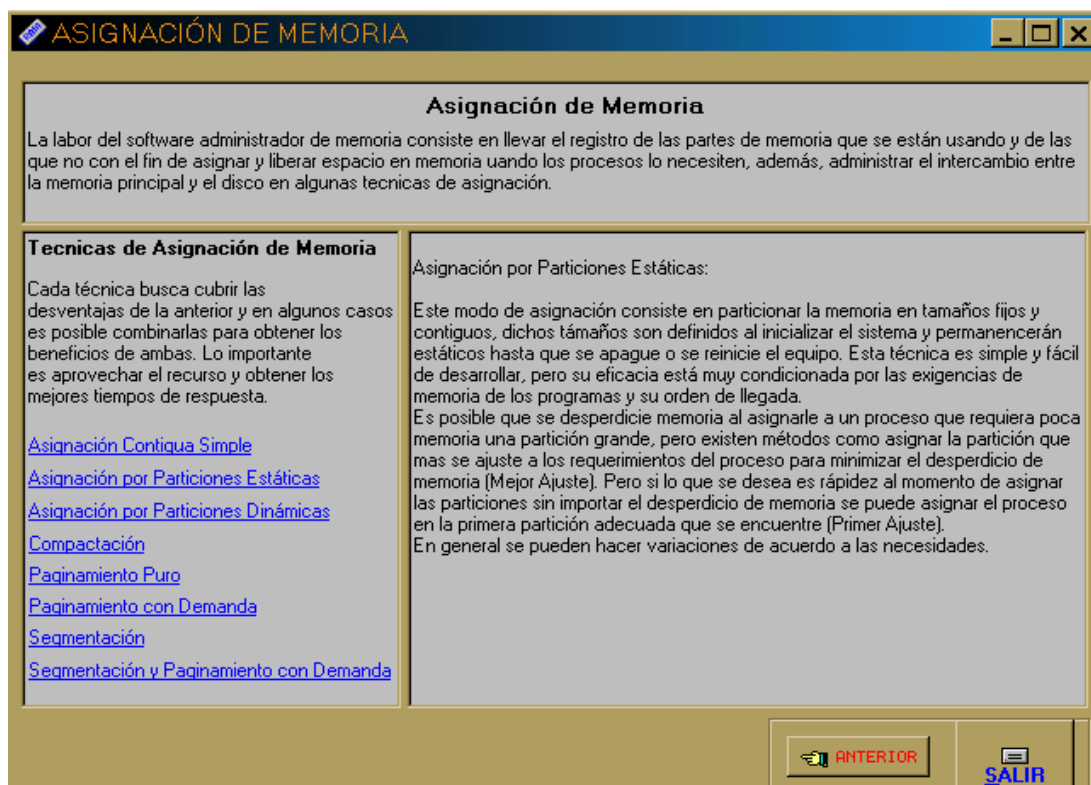 ASIGNACIÓN DE MEMORIA
Asignación de Memoria
La labor del software administrador de memoria consiste en llevar el registro de las partes de memoria que se están usando y de las
que no con el fin de asignar y liberar espacio en memoria uando los procesos lo necesiten, además, administrar el intercambio entre
la memoria principal y el disco en algunas tecnicas de asignación.
Tecnicas de Asignación de Memoria
Cada técnica busca cubrir las
desventajas de la anterior y en algunos casos
es posible combinarlas para obtener los
beneficios de ambas. Lo importante
es aprovechar el recurso y obtener los
mejores tiempos de respuesta.
Asignación Contigua Simple
Asignación por Particiones Estáticas
Asignación por Particiones Dinámicas
Compactación
Paginamiento Puro
Paginamiento con Demanda
Segmentación
Segmentación y Paginamiento con Demanda
Asignación por Particiones Estáticas:
Este modo de asignación consiste en particionar la memoria en tamaños fijos y
contiguos, dichos támaños son definidos al inicializar el sistema y permanencerán
estáticos hasta que se apague o se reinicie el equipo. Esta técnica es simple y fácil
de desarrollar, pero su eficacia está muy condicionada por las exigencias de
memoria de los programas y su orden de llegada.
Es posible que se desperdicie memoria al asignarle a un proceso que requiera poca
memoria una partición grande, pero existen métodos como asignar la partición que
mas se ajuste a los requerimientos del proceso para minimizar el desperdicio de
memoria (Mejor Ajuste). Pero si lo que se desea es rápidez al momento de asignar
las particiones sin importar el desperdicio de memoria se puede asignar el proceso
en la primera partición adecuada que se encuentre (Primer Ajuste).
En general se pueden hacer variaciones de acuerdo a las necesidades.
ANTERIOR
SALIR